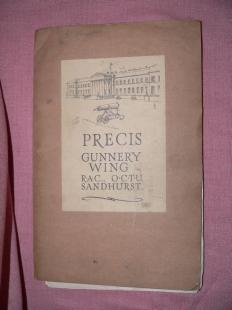 PRECIS
GUNNERY
WING
R.A.C. O.C.T.U.
SANDHURST.